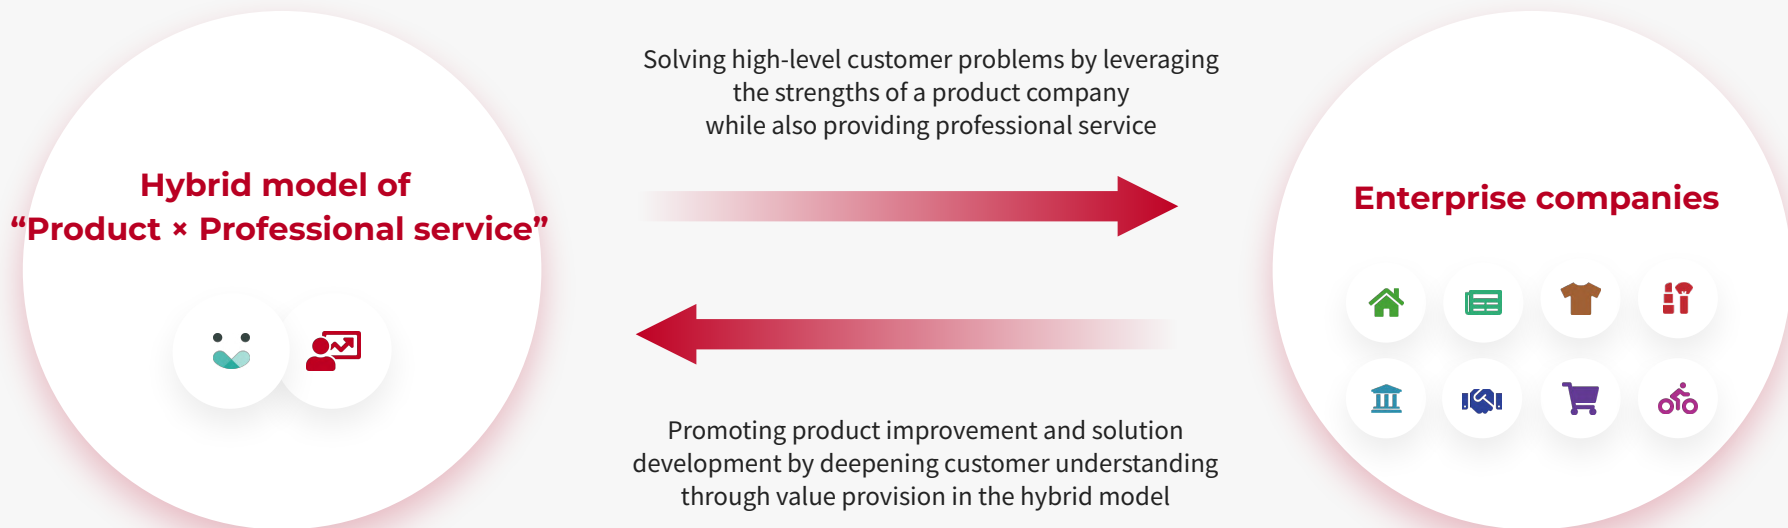 Hybrid model of
“Product × Professional service”
Solving high-level customer problems by leveraging
the strengths of a product company
while also providing professional service
Promoting product improvement and solution
development by deepening customer understanding
through value provision in the hybrid model
Enterprise companies